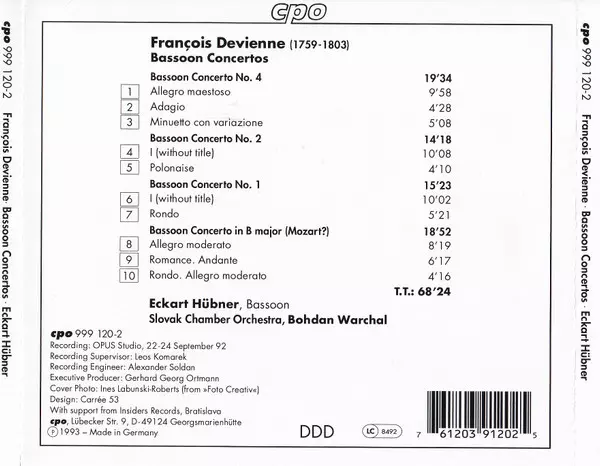 cpo
François Devienne (1759-1803)
Bassoon Concertos
Bassoon Concerto No. 4 19'34
1 Allegro maestoso 9'58
2 Adagio 4'28
3 Minuetto con variazione 5'08
Bassoon Concerto No. 2 14'18
4 I (without title) 10'08
5 Polonaise 4'10
Bassoon Concerto No. 1 15'23
6 I (without title) 10'02
7 Rondo 5'21
Bassoon Concerto in B major (Mozart?) 18'52
8 Allegro moderato 8'19
9 Romance. Andante 6'17
10 Rondo. Allegro moderato 4'16
T.T.: 68'24
Eckart Hübner, Bassoon
Slovak Chamber Orchestra, Bohdan Warchal
cpo 999 120-2
Recording: OPUS Studio, 22-24 September 92
Recording Supervisor: Leos Komarek
Recording Engineer: Alexander Soldan
Executive Producer: Gerhard Georg Ortmann
Cover Photo: Ines Labunski-Roberts (from »Foto Creativ«)
Design: Carrée 53
With support from Insiders Records, Bratislava
cpo, Lübecker Str. 9, D-49124 Georgsmarienhütte
℗ 1993 – Made in Germany
DDD
LC 8492
7 61203 91202 5
cpo 999 120-2 François Devienne · Bassoon Concertos · Eckart Hübner
cpo 999 120-2 François Devienne · Bassoon Concertos · Eckart Hübner